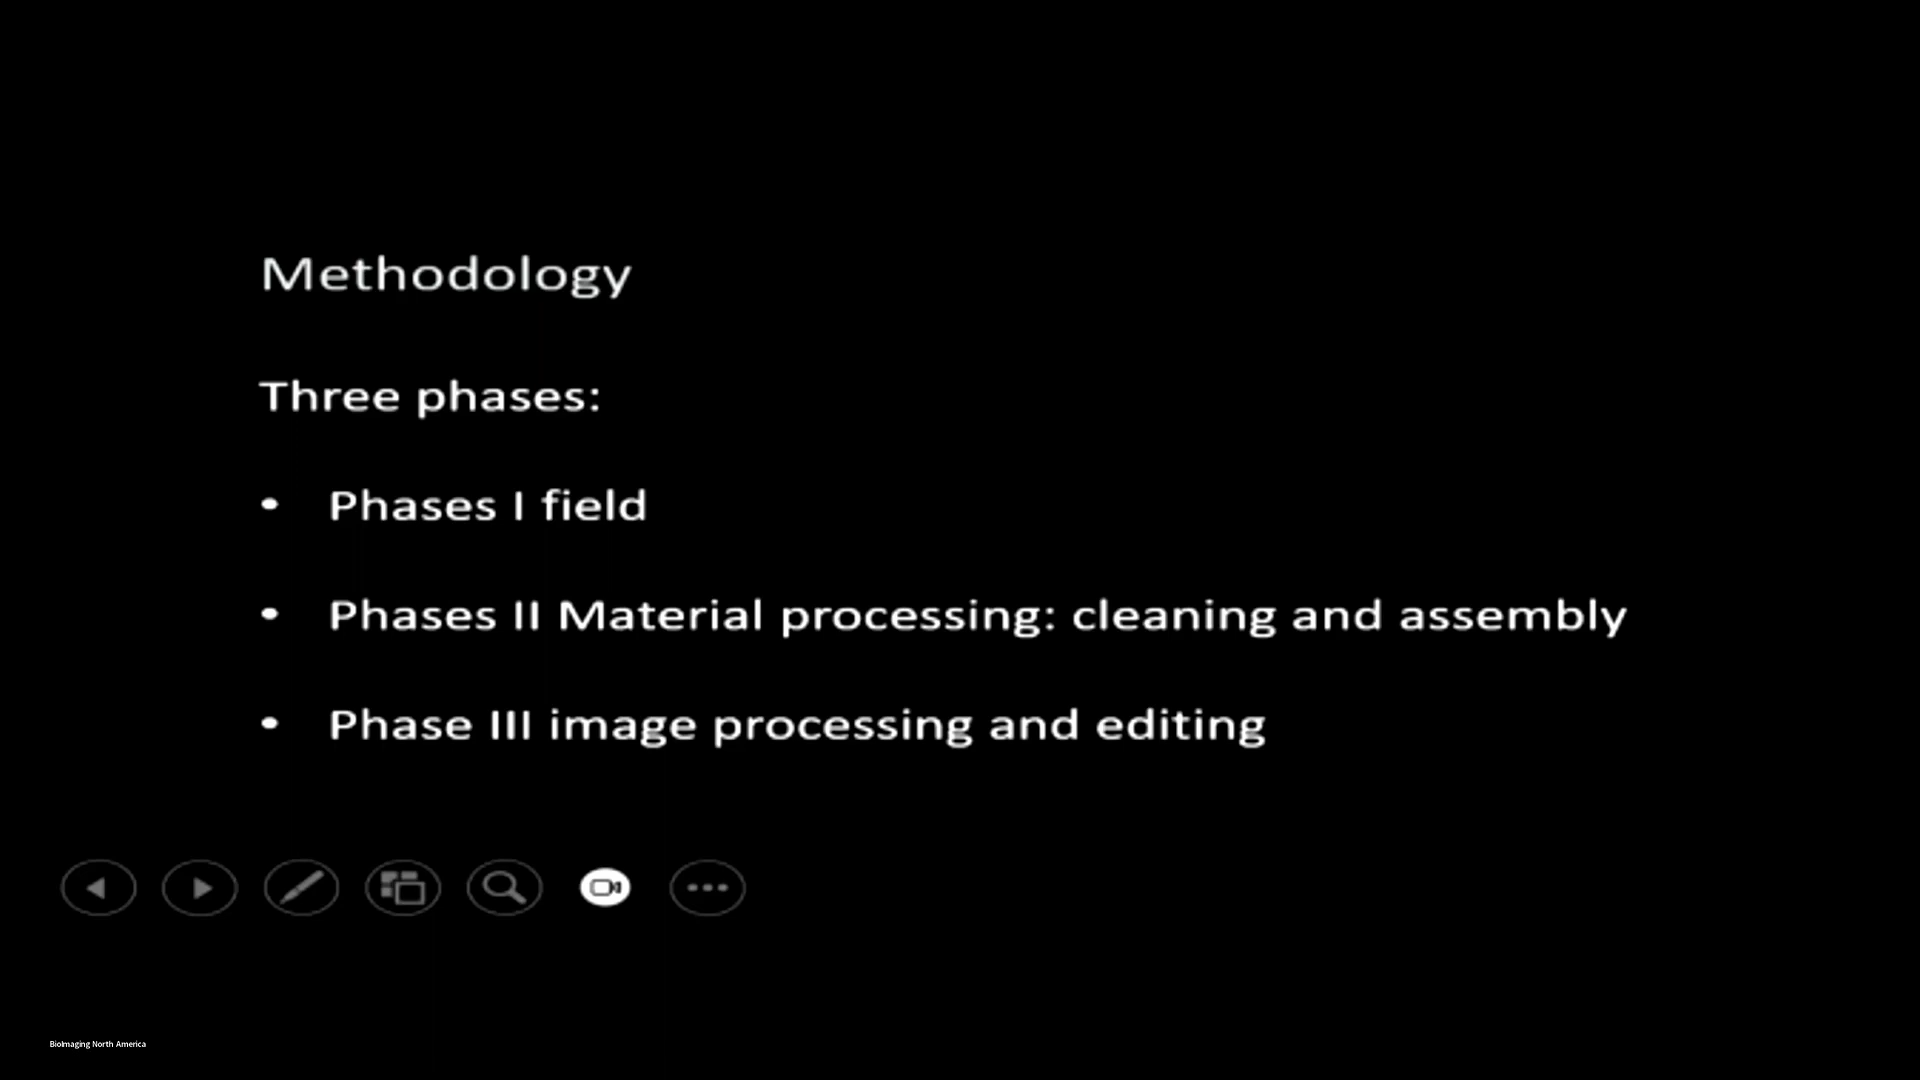 Methodology
Three phases:
• Phases I field
• Phases II Material processing: cleaning and assembly
• Phase III image processing and editing
BioImaging North America